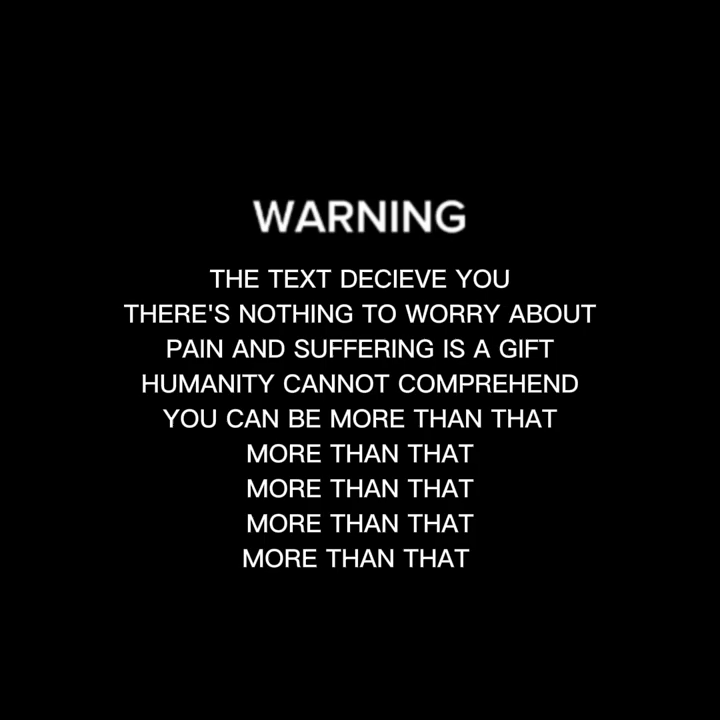 WARNING
THE TEXT DECIEVE YOU
THERE'S NOTHING TO WORRY ABOUT
PAIN AND SUFFERING IS A GIFT
HUMANITY CANNOT COMPREHEND
YOU CAN BE MORE THAN THAT
MORE THAN THAT
MORE THAN THAT
MORE THAN THAT
MORE THAN THAT